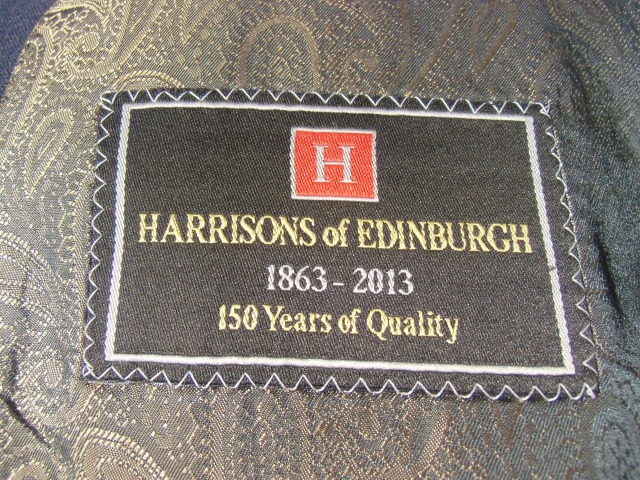 H
HARRISONS of EDINBURGH
1863 - 2013
150 Years of Quality